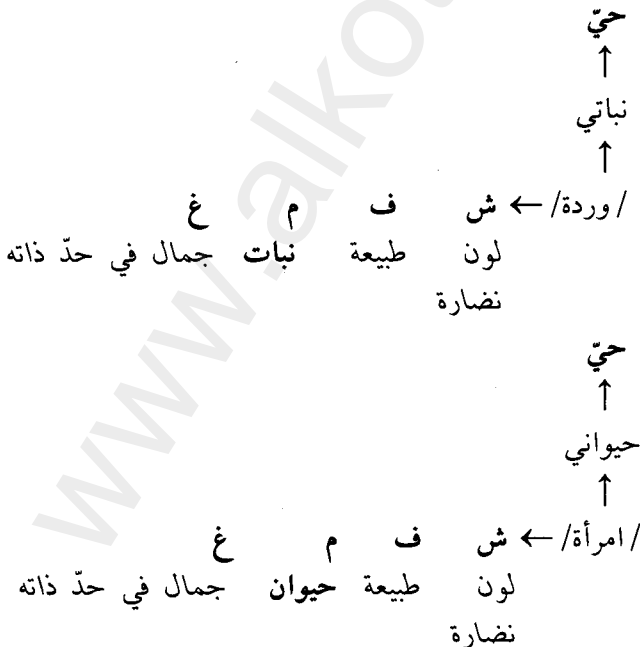 حيّ
↑
نباتي
↑
/وردة/ ← ش ف م غ
لون طبيعة نبات جمال في حدّ ذاته
نضارة
حيّ
↑
حيواني
↑
/امرأة/ ← ش ف م غ
لون طبيعة حيوان جمال في حدّ ذاته
نضارة